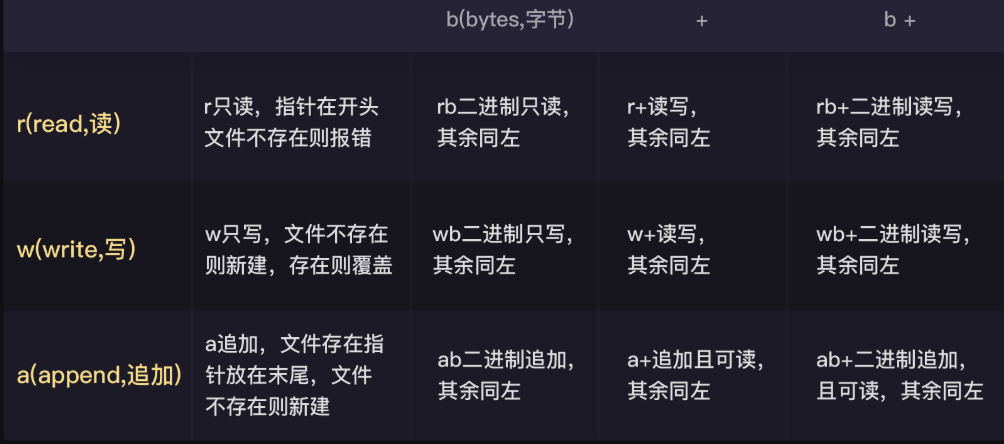 b(bytes,字节)
+
b +
r(read,读)
r只读，指针在开头
文件不存在则报错
rb二进制只读，
其余同左
r+读写，
其余同左
rb+二进制读写，
其余同左
w(write,写)
w只写，文件不存在
则新建，存在则覆盖
wb二进制只写，
其余同左
w+读写，
其余同左
wb+二进制读写，
其余同左
a(append,追加)
a追加，文件存在指
针放在末尾，文件
不存在则新建
ab二进制追加，
其余同左
a+追加且可读，
其余同左
ab+二进制追加，
且可读，其余同左